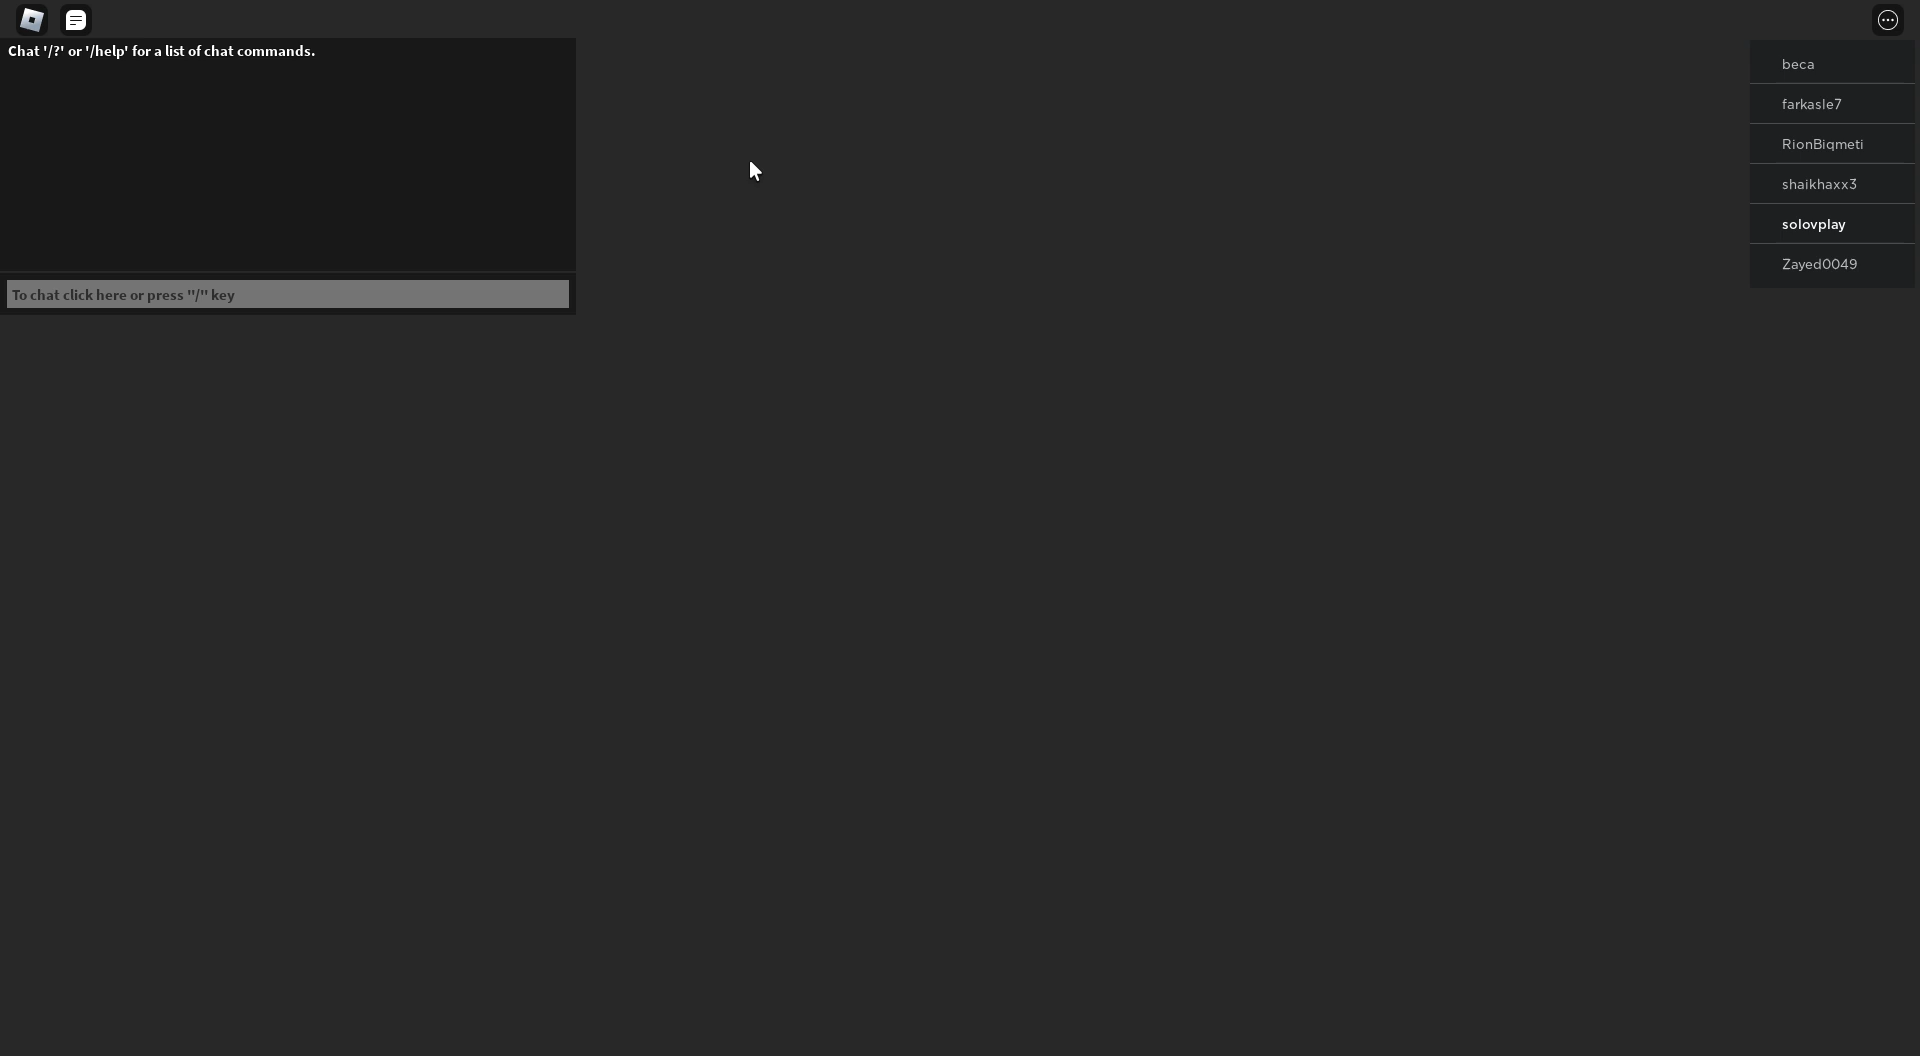 Chat '/?' or '/help' for a list of chat commands.
To chat click here or press "/" key
beca
farkasle7
RionBiqmeti
shaikhaxx3
solovplay
Zayed0049